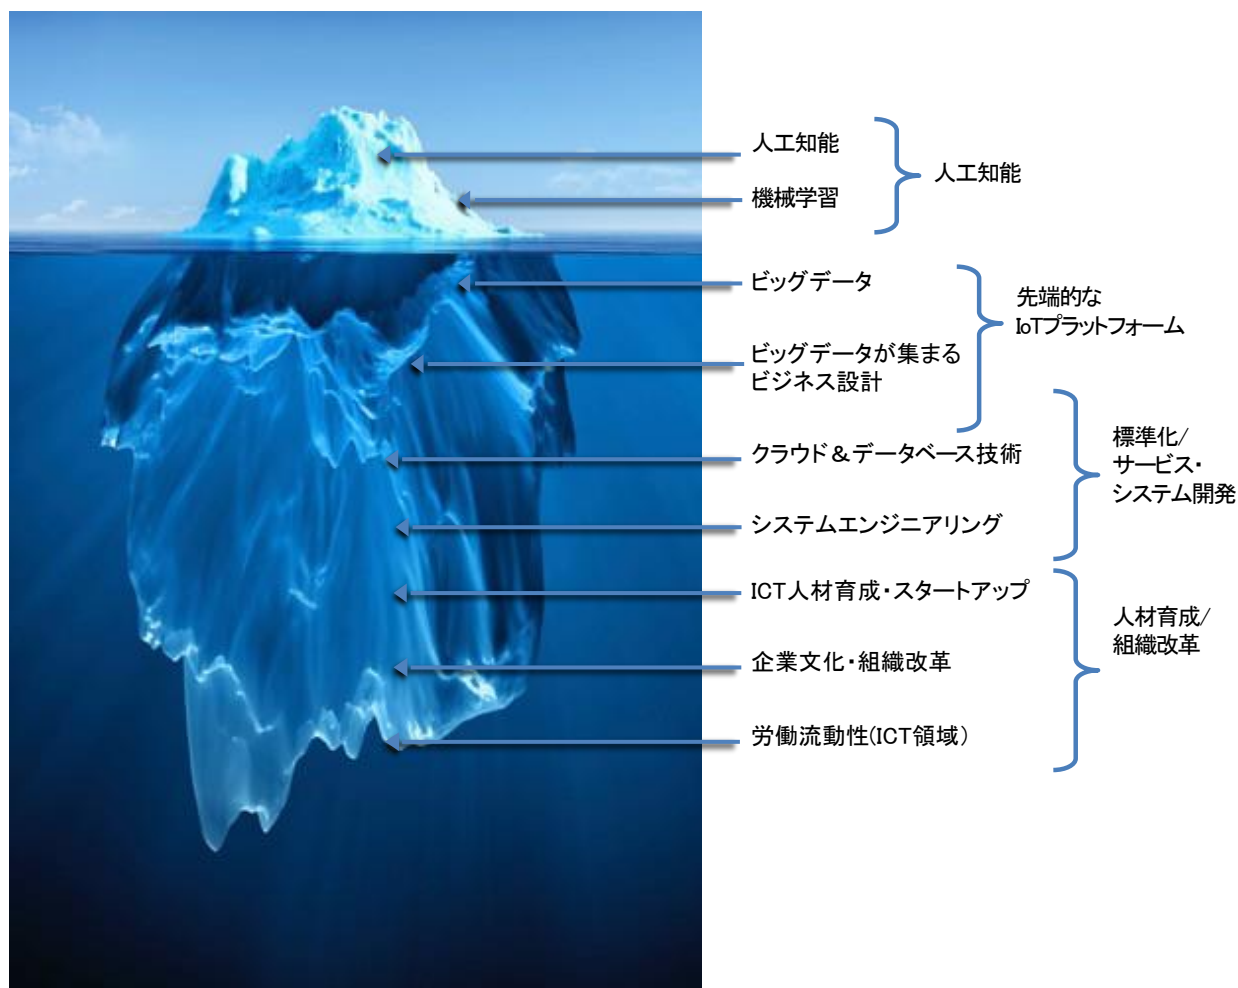 人工知能
機械学習
人工知能
ビッグデータ
ビッグデータが集まる
ビジネス設計
先端的な
IoTプラットフォーム
クラウド＆データベース技術
システムエンジニアリング
標準化/
サービス・
システム開発
ICT人材育成・スタートアップ
企業文化・組織改革
労働流動性(ICT領域）
人材育成/
組織改革